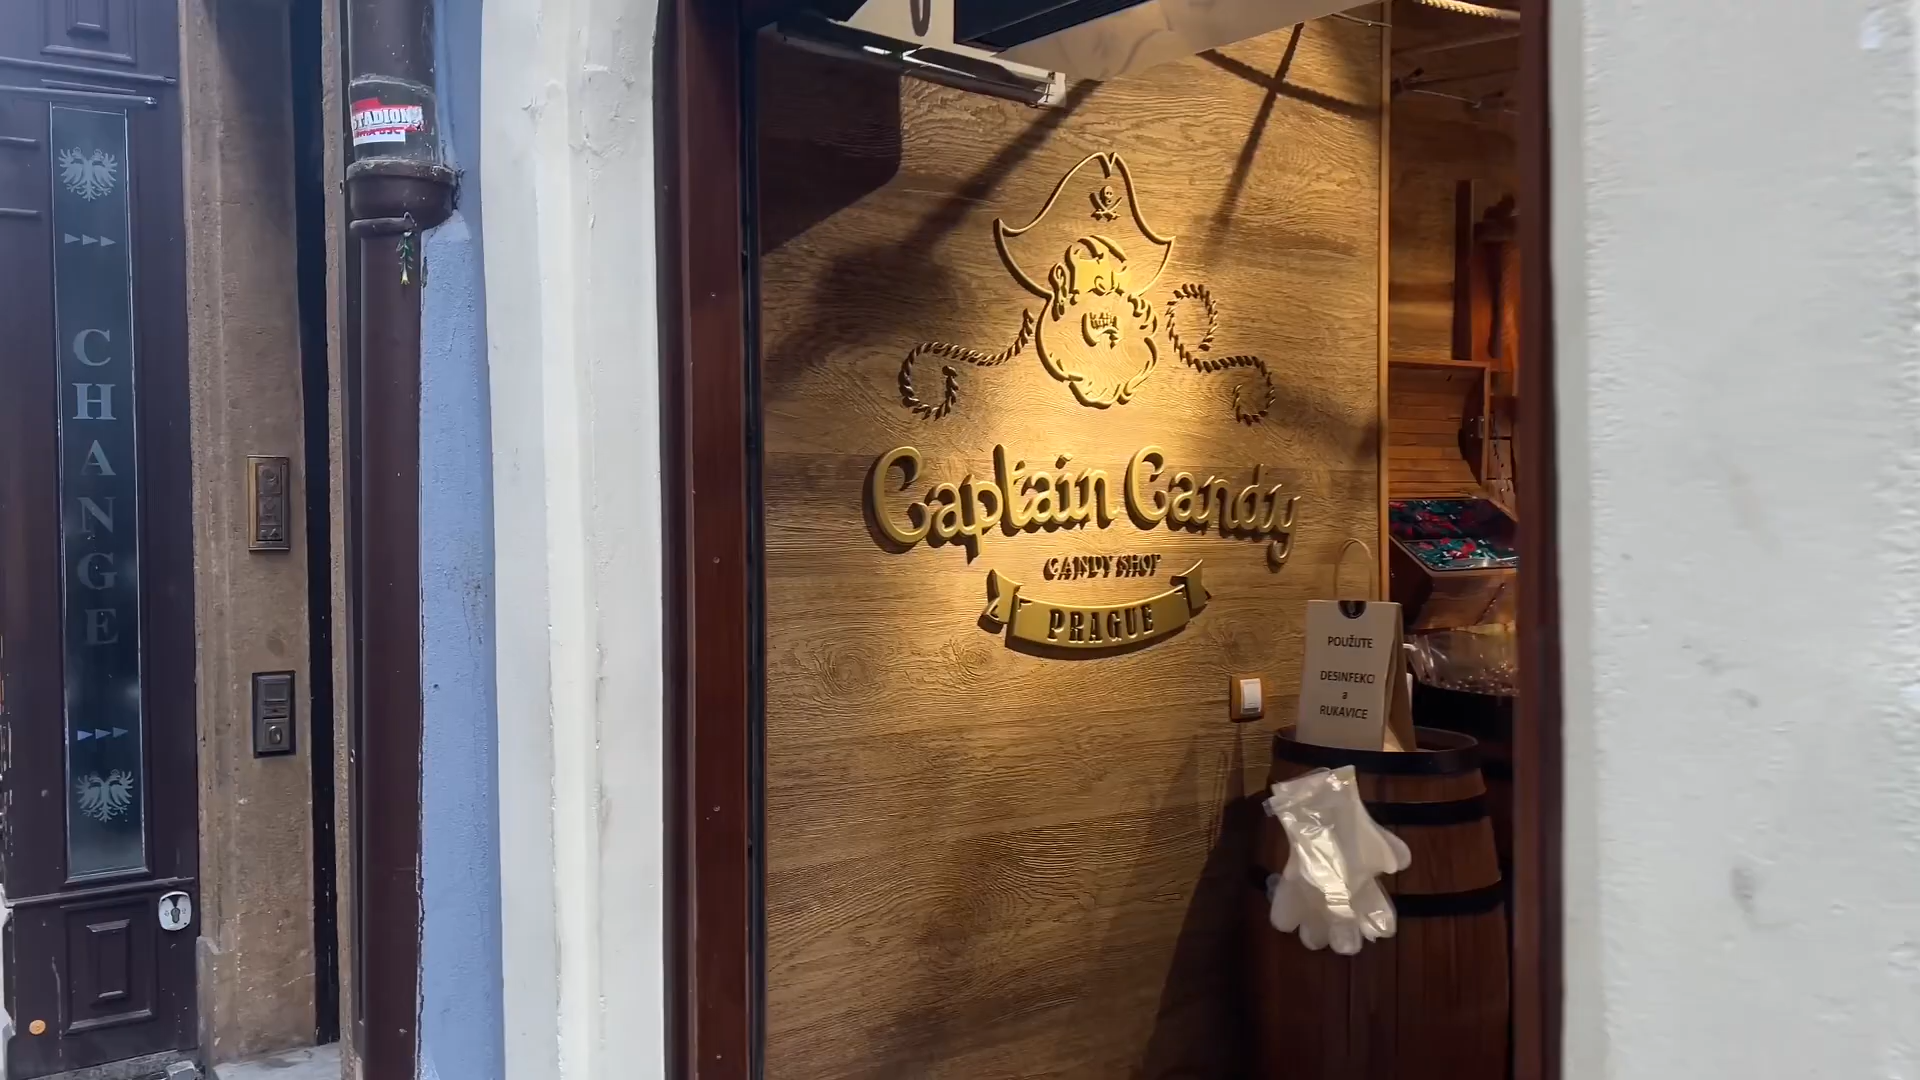 STADION
CHANGE
Captain Candy
CANDY SHOP
PRAGUE
POUŽIJTE
DESINFEKCI
a
RUKAVICE